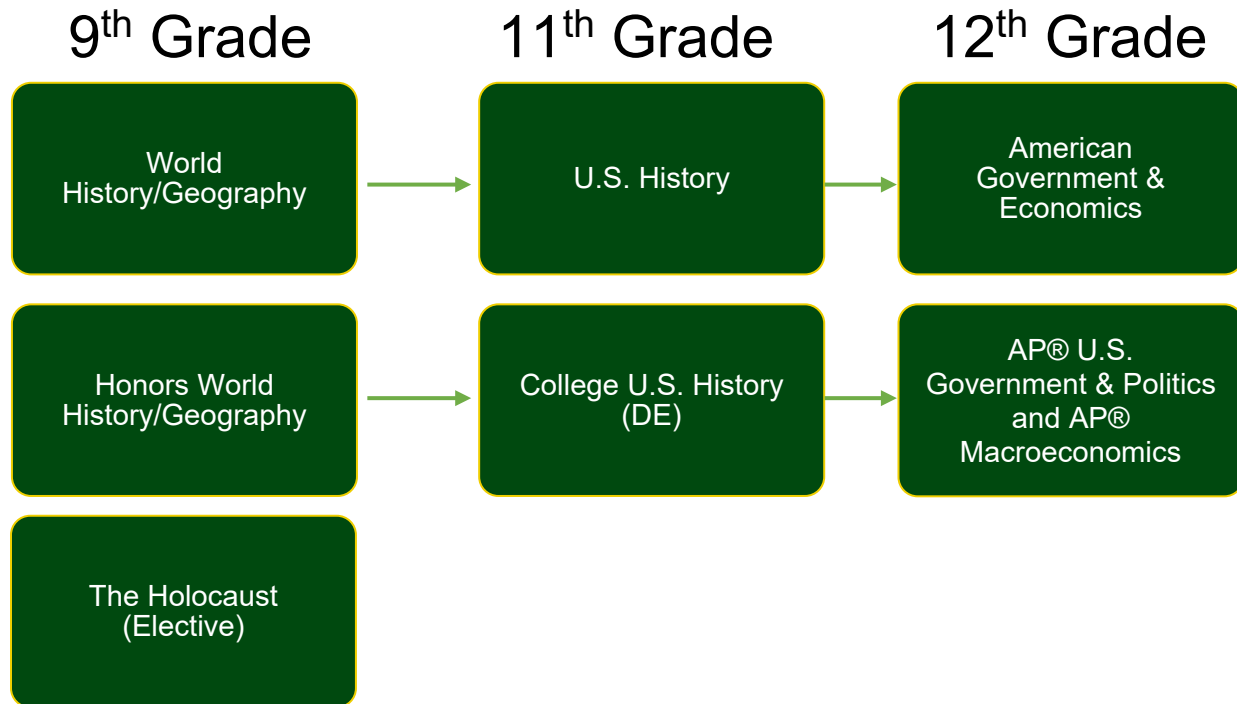 9th Grade
11th Grade
12th Grade
World
History/Geography
U.S. History
American
Government &
Economics
Honors World
History/Geography
College U.S. History
(DE)
AP® U.S.
Government & Politics
and AP®
Macroeconomics
The Holocaust
(Elective)